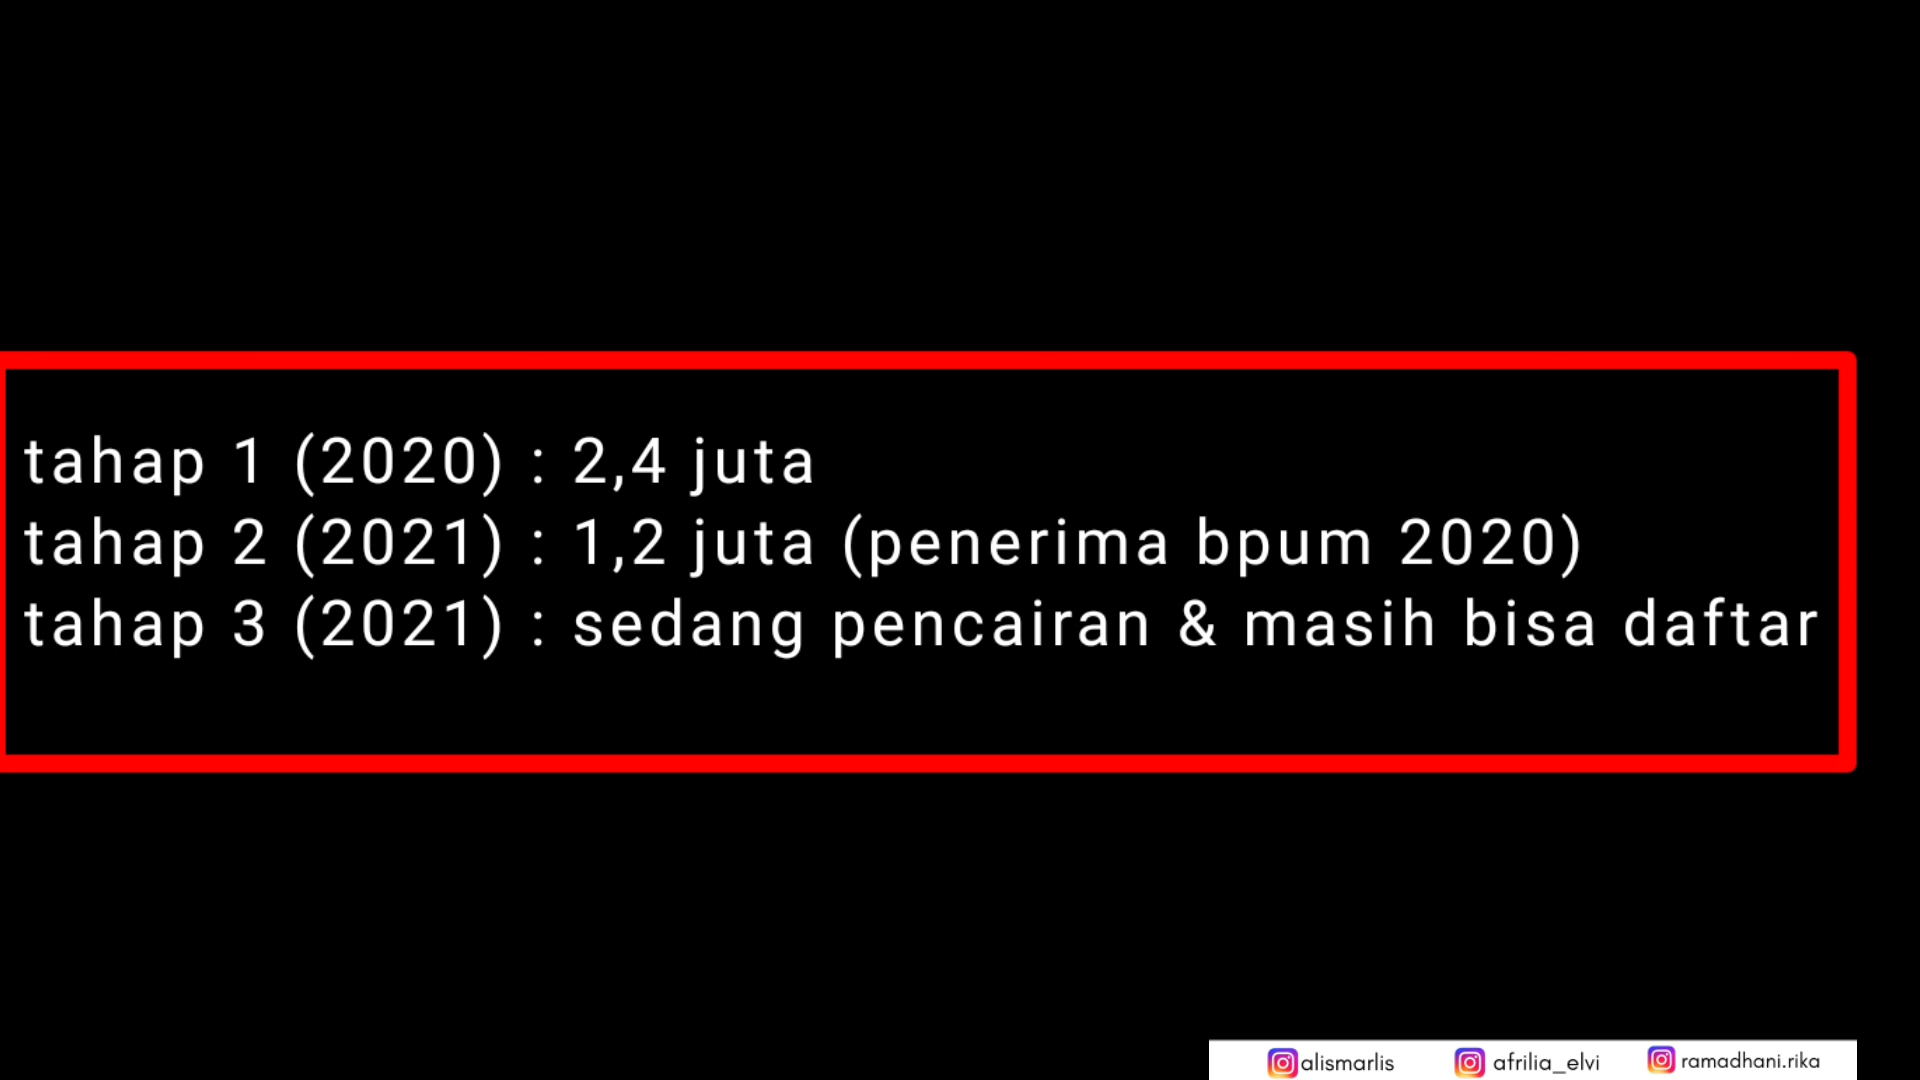 tahap 1 (2020) : 2,4 juta
tahap 2 (2021) : 1,2 juta (penerima bpum 2020)
tahap 3 (2021) : sedang pencairan & masih bisa daftar
alismarlis afrilia_elvi ramadhani.rika